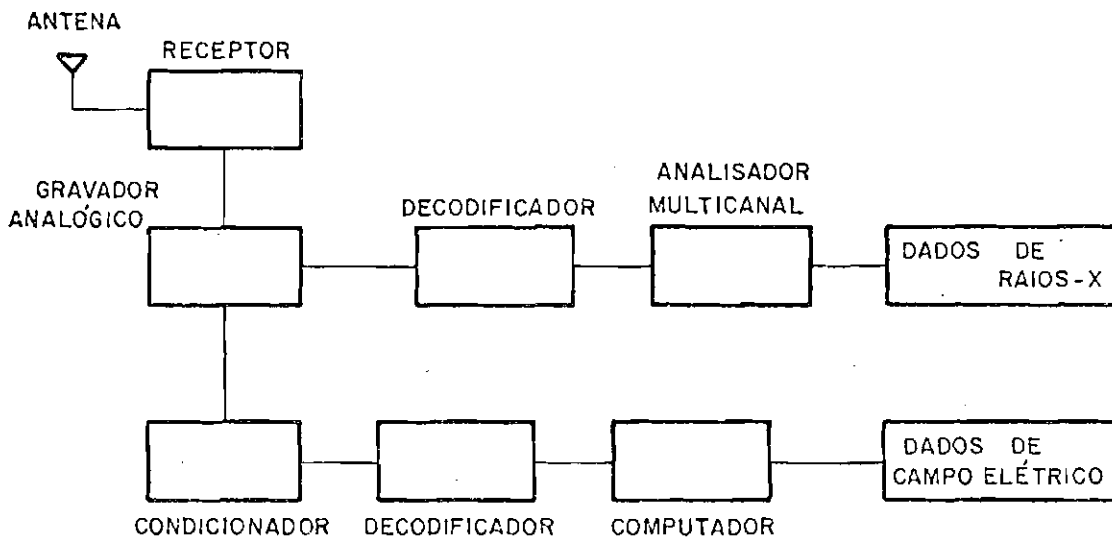 ANTENA
RECEPTOR
GRAVADOR
ANALÓGICO
DECODIFICADOR
ANALISADOR
MULTICANAL
DADOS DE
RAIOS-X
CONDICIONADOR
DECODIFICADOR
COMPUTADOR
DADOS DE
CAMPO ELÉTRICO